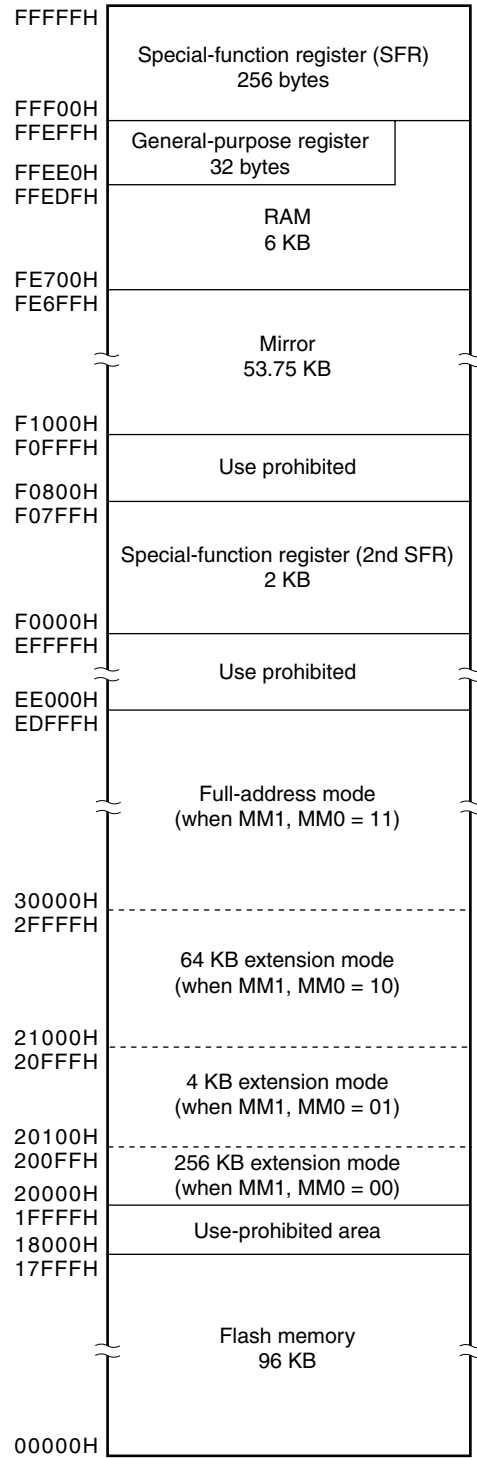 FFFFFH
Special-function register (SFR)
256 bytes
FFF00H
FFEFFH
General-purpose register
32 bytes
FFEE0H
FFEDFH
RAM
6 KB
FE700H
FE6FFH
Mirror
53.75 KB
F1000H
F0FFFH
Use prohibited
F0800H
F07FFH
Special-function register (2nd SFR)
2 KB
F0000H
EFFFFH
Use prohibited
EE000H
EDFFFH
Full-address mode
(when MM1, MM0 = 11)
30000H
2FFFFH
64 KB extension mode
(when MM1, MM0 = 10)
21000H
20FFFH
4 KB extension mode
(when MM1, MM0 = 01)
20100H
200FFH
256 KB extension mode
(when MM1, MM0 = 00)
20000H
1FFFFH
Use-prohibited area
18000H
17FFFH
Flash memory
96 KB
00000H